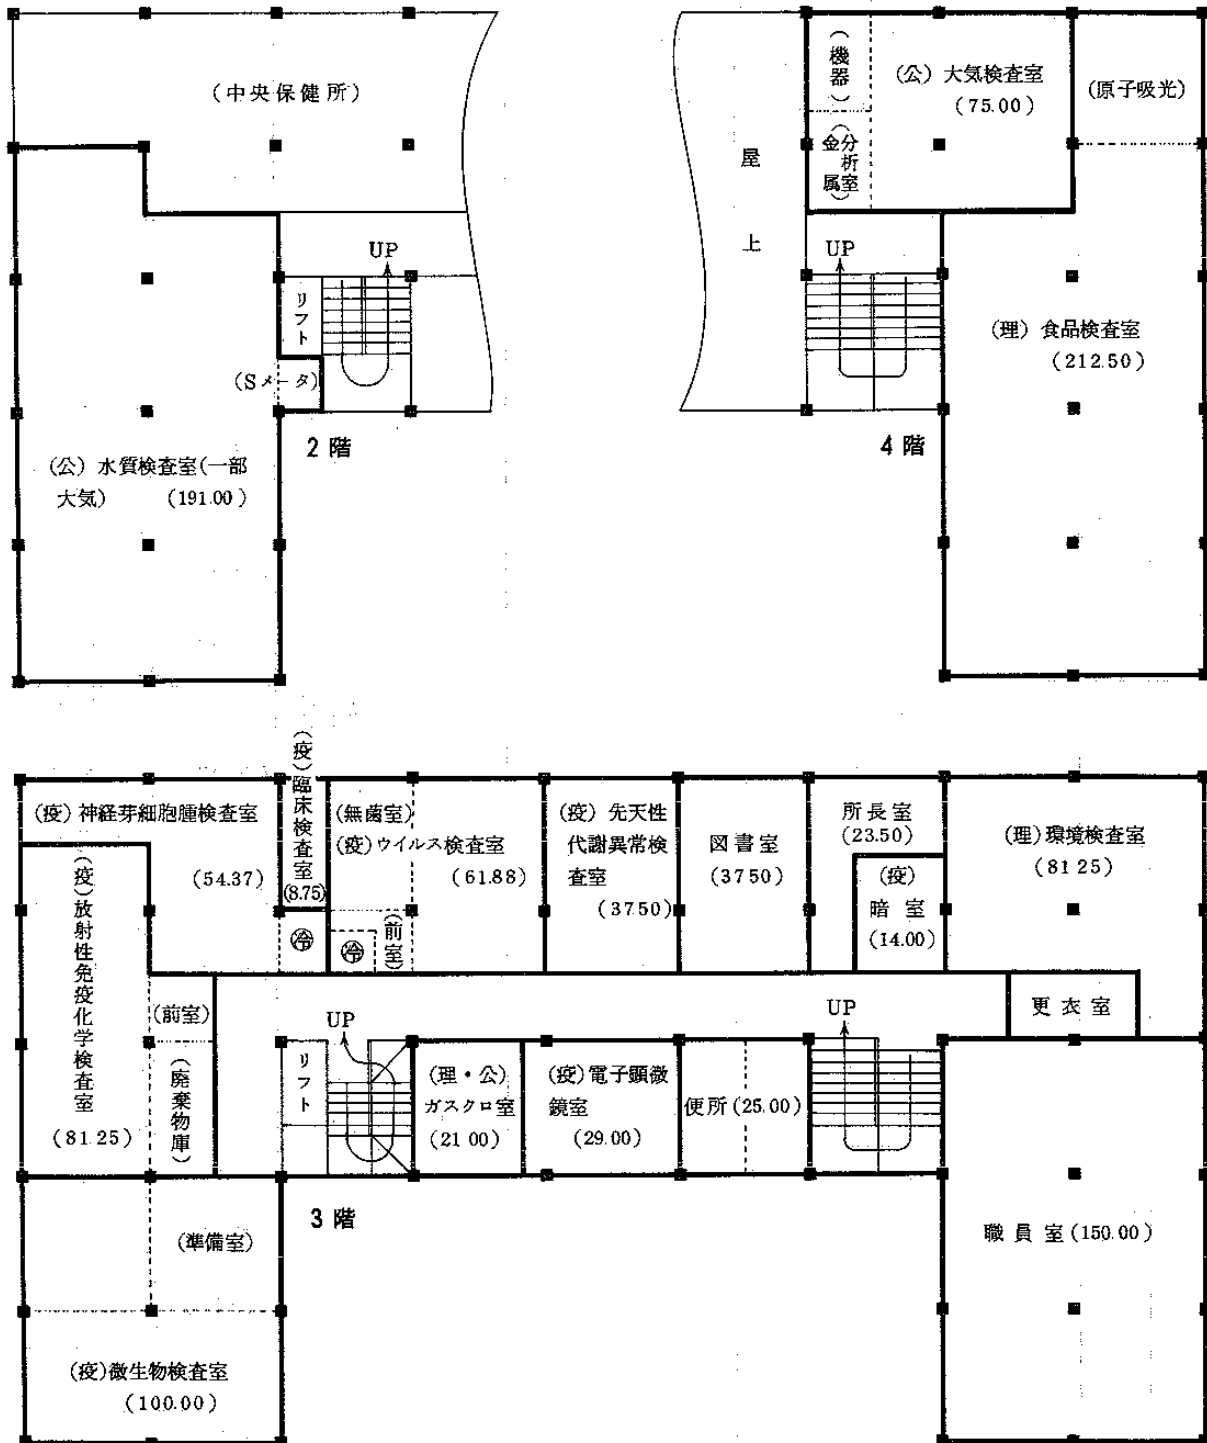 (中央保健所)
UP
リフト
(Sメータ)
2階
(公) 水質検査室(一部
大気) (191.00)
屋上
(機器)
(公) 大気検査室
(75.00)
(原子吸光)
(金属分析室)
UP
(理) 食品検査室
(212.50)
4階
(疫) 神経芽細胞腫検査室
(54.37)
(疫)臨床検査室
(8.75)
冷
(無菌室)
(疫)ウイルス検査室
(61.88)
冷
(前室)
(疫) 先天性
代謝異常検
査室
(37.50)
図書室
(3750)
所長室
(23.50)
(疫)
暗室
(14.00)
(理)環境検査室
(81 25)
更衣室
(疫)放射性免疫化学検査室
(81.25)
(前室)
(廃棄物庫)
UP
リフト
(理・公)
ガスクロ室
(21 00)
(疫)電子顕微
鏡室
(29.00)
便所(25.00)
UP
3階
職員室(150.00)
(準備室)
(疫)微生物検査室
(100.00)